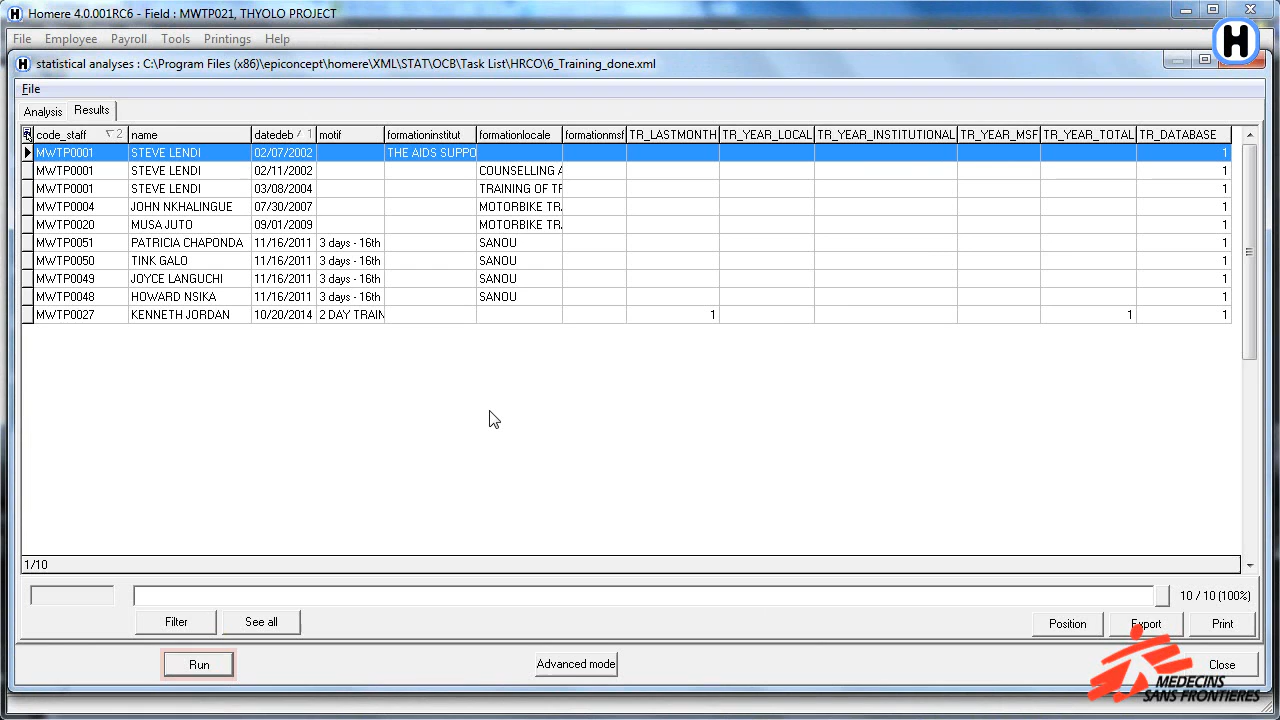 Homere 4.0.001RC6 - Field : MWTP021, THYOLO PROJECT
File Employee Payroll Tools Printings Help
statistical analyses : C:\Program Files (x86)\epiconcept\homere\XML\STAT\OCB\Task List\HRCO\6_Training_done.xml
File
Analysis Results
code_staff 2 name datedeb 1 motif formationinstitut formationlocale formationmsf TR_LASTMONTH TR_YEAR_LOCAL TR_YEAR_INSTITUTIONAL TR_YEAR_MSF TR_YEAR_TOTAL TR_DATABASE
MWTP0001 STEVE LENDI 02/07/2002 THE AIDS SUPPO 1
MWTP0001 STEVE LENDI 02/11/2002 COUNSELLING A 1
MWTP0001 STEVE LENDI 03/08/2004 TRAINING OF TR 1
MWTP0004 JOHN NKHALINGUE 07/30/2007 MOTORBIKE TR 1
MWTP0020 MUSA JUTO 09/01/2009 MOTORBIKE TR 1
MWTP0051 PATRICIA CHAPONDA 11/16/2011 3 days - 16th SANOU 1
MWTP0050 TINK GALO 11/16/2011 3 days - 16th SANOU 1
MWTP0049 JOYCE LANGUCHI 11/16/2011 3 days - 16th SANOU 1
MWTP0048 HOWARD NSIKA 11/16/2011 3 days - 16th SANOU 1
MWTP0027 KENNETH JORDAN 10/20/2014 2 DAY TRAIN 1 1 1
1/10
10 / 10 (100%)
Filter See all Position Export Print
Run Advanced mode Close
MEDECINS
SANS FRONTIERES